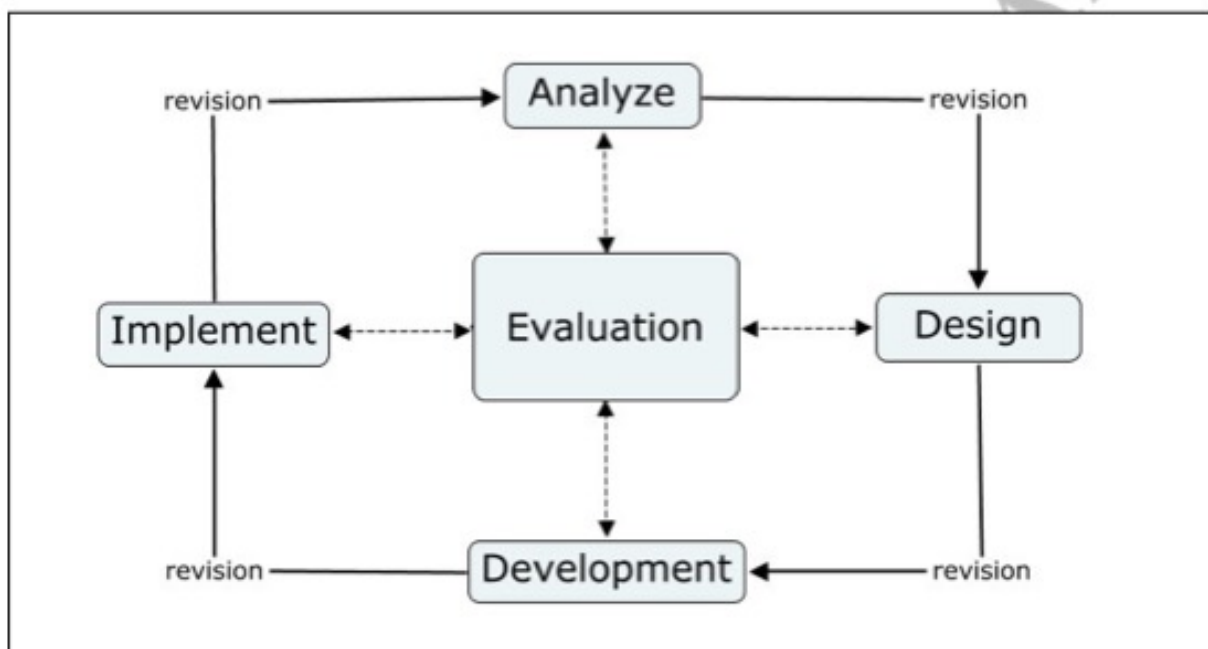 revision
Analyze
revision
Implement
Evaluation
Design
revision
Development
revision